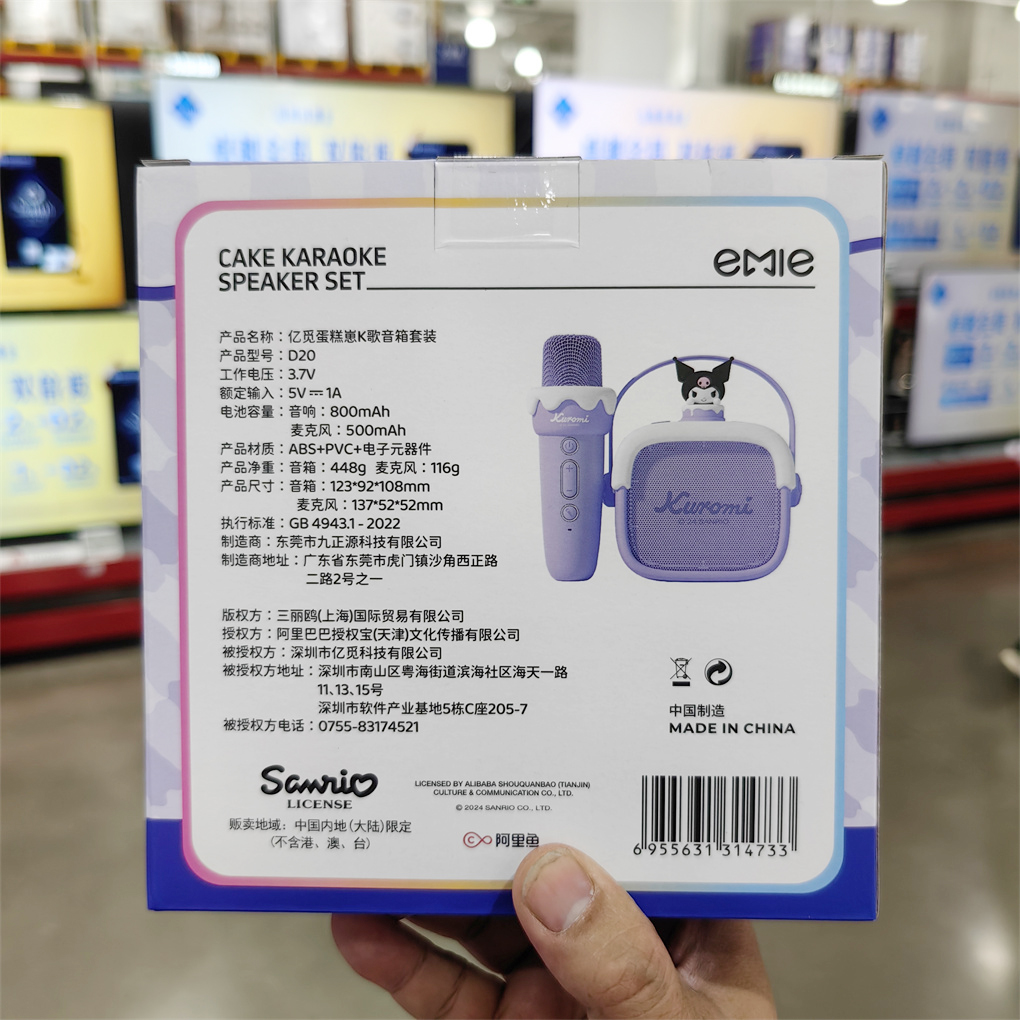 CAKE KARAOKE
SPEAKER SET
emie
产品名称：亿觅蛋糕崽K歌音箱套装
产品型号：D20
工作电压：3.7V
额定输入：5V⎓1A
电池容量：音响：800mAh
麦克风：500mAh
产品材质：ABS+PVC+电子元器件
产品净重：音箱：448g 麦克风：116g
产品尺寸：音箱：123*92*108mm
麦克风：137*52*52mm
执行标准：GB 4943.1 - 2022
制造商：东莞市九正源科技有限公司
制造商地址：广东省东莞市虎门镇沙角西正路
二路2号之一
Kuromi
Kuromi
版权方：三丽鸥(上海)国际贸易有限公司
授权方：阿里巴巴授权宝(天津)文化传播有限公司
被授权方：深圳市亿觅科技有限公司
被授权方地址：深圳市南山区粤海街道滨海社区海天一路
11、13、15号
深圳市软件产业基地5栋C座205-7
被授权方电话：0755-83174521
中国制造
MADE IN CHINA
Sanrio
LICENSE
贩卖地域：中国内地(大陆)限定
(不含港、澳、台)
LICENSED BY ALIBABA SHOUQUANBAO (TIANJIN)
CULTURE & COMMUNICATION CO., LTD.
© 2024 SANRIO CO., LTD.
阿里鱼
6 955631 314733